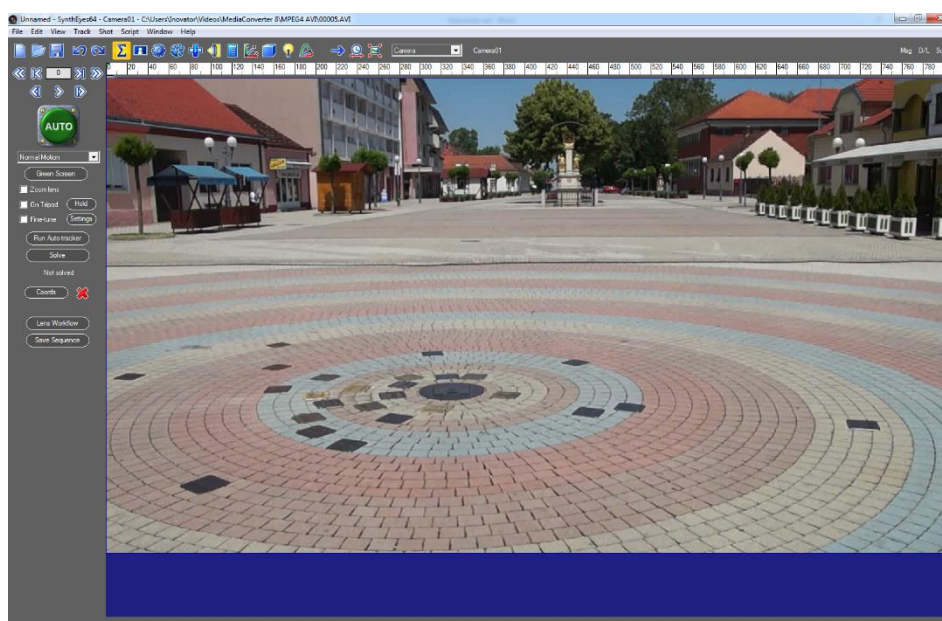 Unnamed - SynthEyes64 - Camera01 - C:\Users\Inovator\Videos\MediaConverter 8\MPEG4 AVI\00005.AVI
File Edit View Track Shot Script Window Help
Camera Camera01 Msg D/L
0 0 20 40 60 80 100 120 140 160 180 200 220 240 260 280 300 320 340 360 380 400 420 440 460 480 500 520 540 560 580 600 620 640 660 680 700 720 740 760 780
AUTO
Normal Motion
Green Screen
Zoom lens
On Tripod Hold
Fine-tune Settings
Run Auto-tracker
Solve
Not solved
Coords
Lens Workflow
Save Sequence